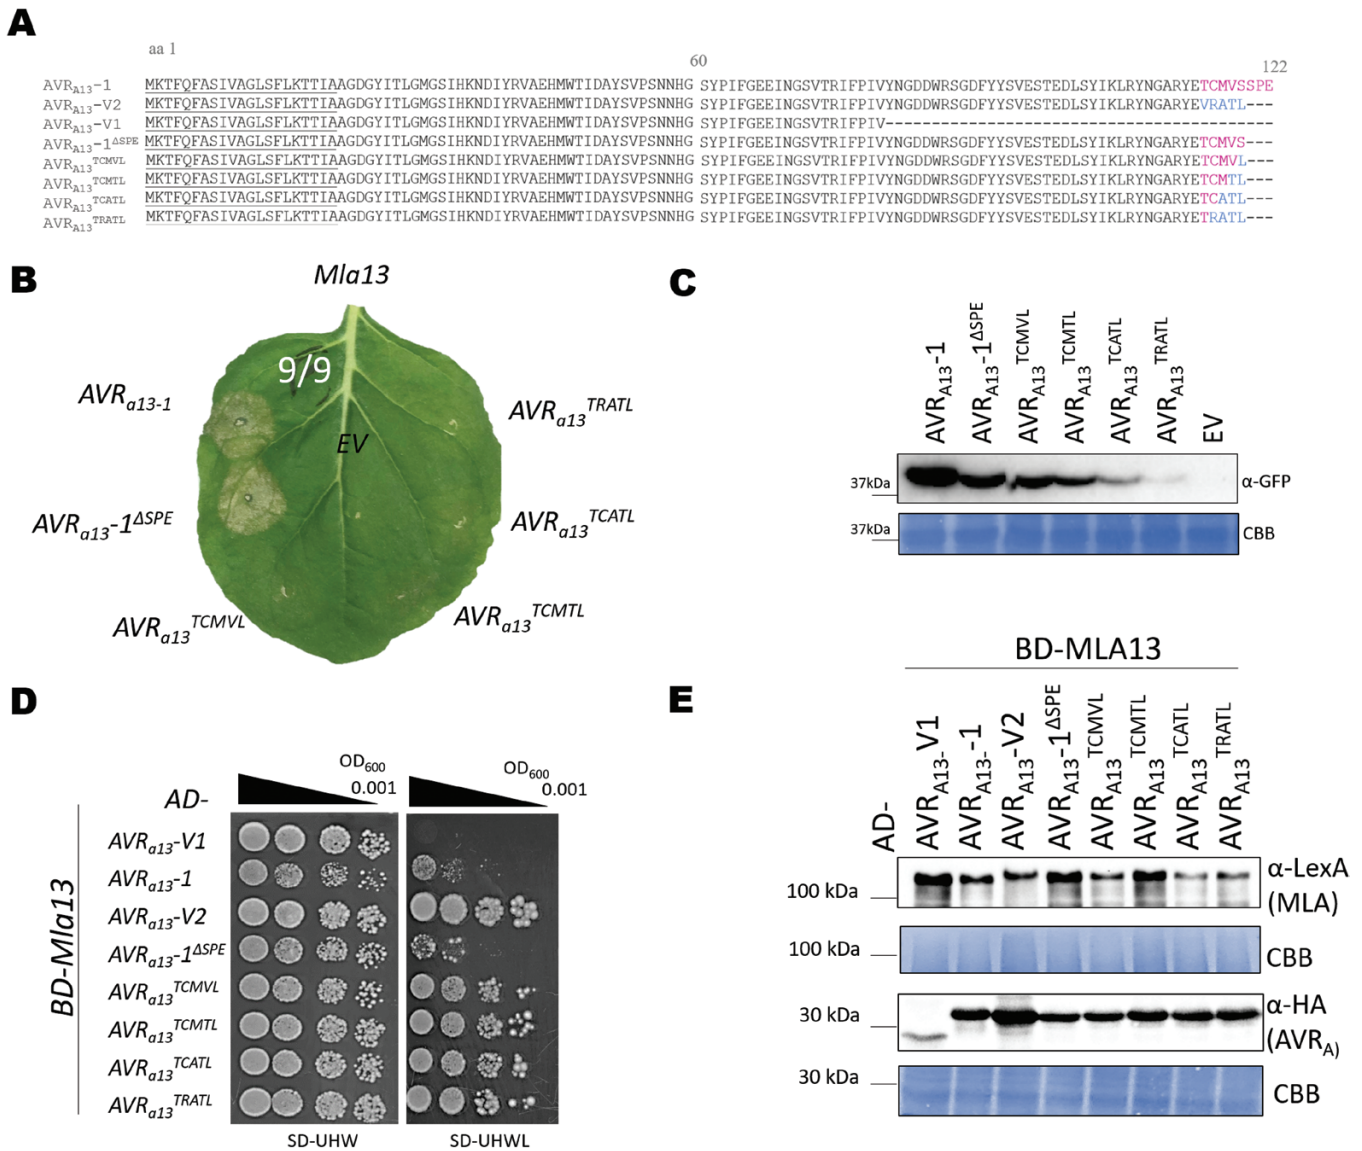 A
aa 1
60
122
AVRA13-1 MKTFQFASIVAGLSFLKTTIAAGDGYITLGMGSIHKNDIYRVAEHMWTIDAYSVPSNNHG SYPIFGEEINGSVTRIFPIVYNGDDWRSGDFYYSVESTEDLSYIKLRYNGARYETCMVSSPE
AVRA13-V2 MKTFQFASIVAGLSFLKTTIAAGDGYITLGMGSIHKNDIYRVAEHMWTIDAYSVPSNNHG SYPIFGEEINGSVTRIFPIVYNGDDWRSGDFYYSVESTEDLSYIKLRYNGARYEVRATL---
AVRA13-V1 MKTFQFASIVAGLSFLKTTIAAGDGYITLGMGSIHKNDIYRVAEHMWTIDAYSVPSNNHG SYPIFGEEINGSVTRIFPIV------------------------------------------
AVRA13-1ΔSPE MKTFQFASIVAGLSFLKTTIAAGDGYITLGMGSIHKNDIYRVAEHMWTIDAYSVPSNNHG SYPIFGEEINGSVTRIFPIVYNGDDWRSGDFYYSVESTEDLSYIKLRYNGARYETCMVS---
AVRA13TCMVL MKTFQFASIVAGLSFLKTTIAAGDGYITLGMGSIHKNDIYRVAEHMWTIDAYSVPSNNHG SYPIFGEEINGSVTRIFPIVYNGDDWRSGDFYYSVESTEDLSYIKLRYNGARYETCMVL---
AVRA13TCMTL MKTFQFASIVAGLSFLKTTIAAGDGYITLGMGSIHKNDIYRVAEHMWTIDAYSVPSNNHG SYPIFGEEINGSVTRIFPIVYNGDDWRSGDFYYSVESTEDLSYIKLRYNGARYETCMTL---
AVRA13TCATL MKTFQFASIVAGLSFLKTTIAAGDGYITLGMGSIHKNDIYRVAEHMWTIDAYSVPSNNHG SYPIFGEEINGSVTRIFPIVYNGDDWRSGDFYYSVESTEDLSYIKLRYNGARYETCATL---
AVRA13TRATL MKTFQFASIVAGLSFLKTTIAAGDGYITLGMGSIHKNDIYRVAEHMWTIDAYSVPSNNHG SYPIFGEEINGSVTRIFPIVYNGDDWRSGDFYYSVESTEDLSYIKLRYNGARYETRATL---
B
Mla13
9/9
AVRa13-1
AVRa13TRATL
EV
AVRa13-1ΔSPE
AVRa13TCATL
AVRa13TCMVL
AVRa13TCMTL
C
AVRA13-1
AVRA13-1ΔSPE
AVRA13TCMVL
AVRA13TCMTL
AVRA13TCATL
AVRA13TRATL
EV
37kDa
α-GFP
37kDa
CBB
D
OD600
0.001
OD600
0.001
AD-
BD-Mla13
AVRa13-V1
AVRa13-1
AVRa13-V2
AVRa13-1ΔSPE
AVRa13TCMVL
AVRa13TCMTL
AVRa13TCATL
AVRa13TRATL
SD-UHW
SD-UHWL
E
BD-MLA13
AD-
AVRA13-V1
AVRA13--1
AVRA13-V2
AVRA13-1ΔSPE
AVRA13TCMVL
AVRA13TCMTL
AVRA13TCATL
AVRA13TRATL
100 kDa
α-LexA
(MLA)
100 kDa
CBB
30 kDa
α-HA
(AVRA)
30 kDa
CBB